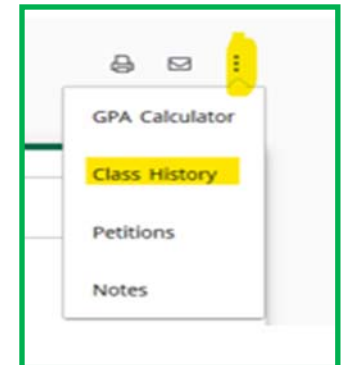 GPA Calculator
Class History
Petitions
Notes